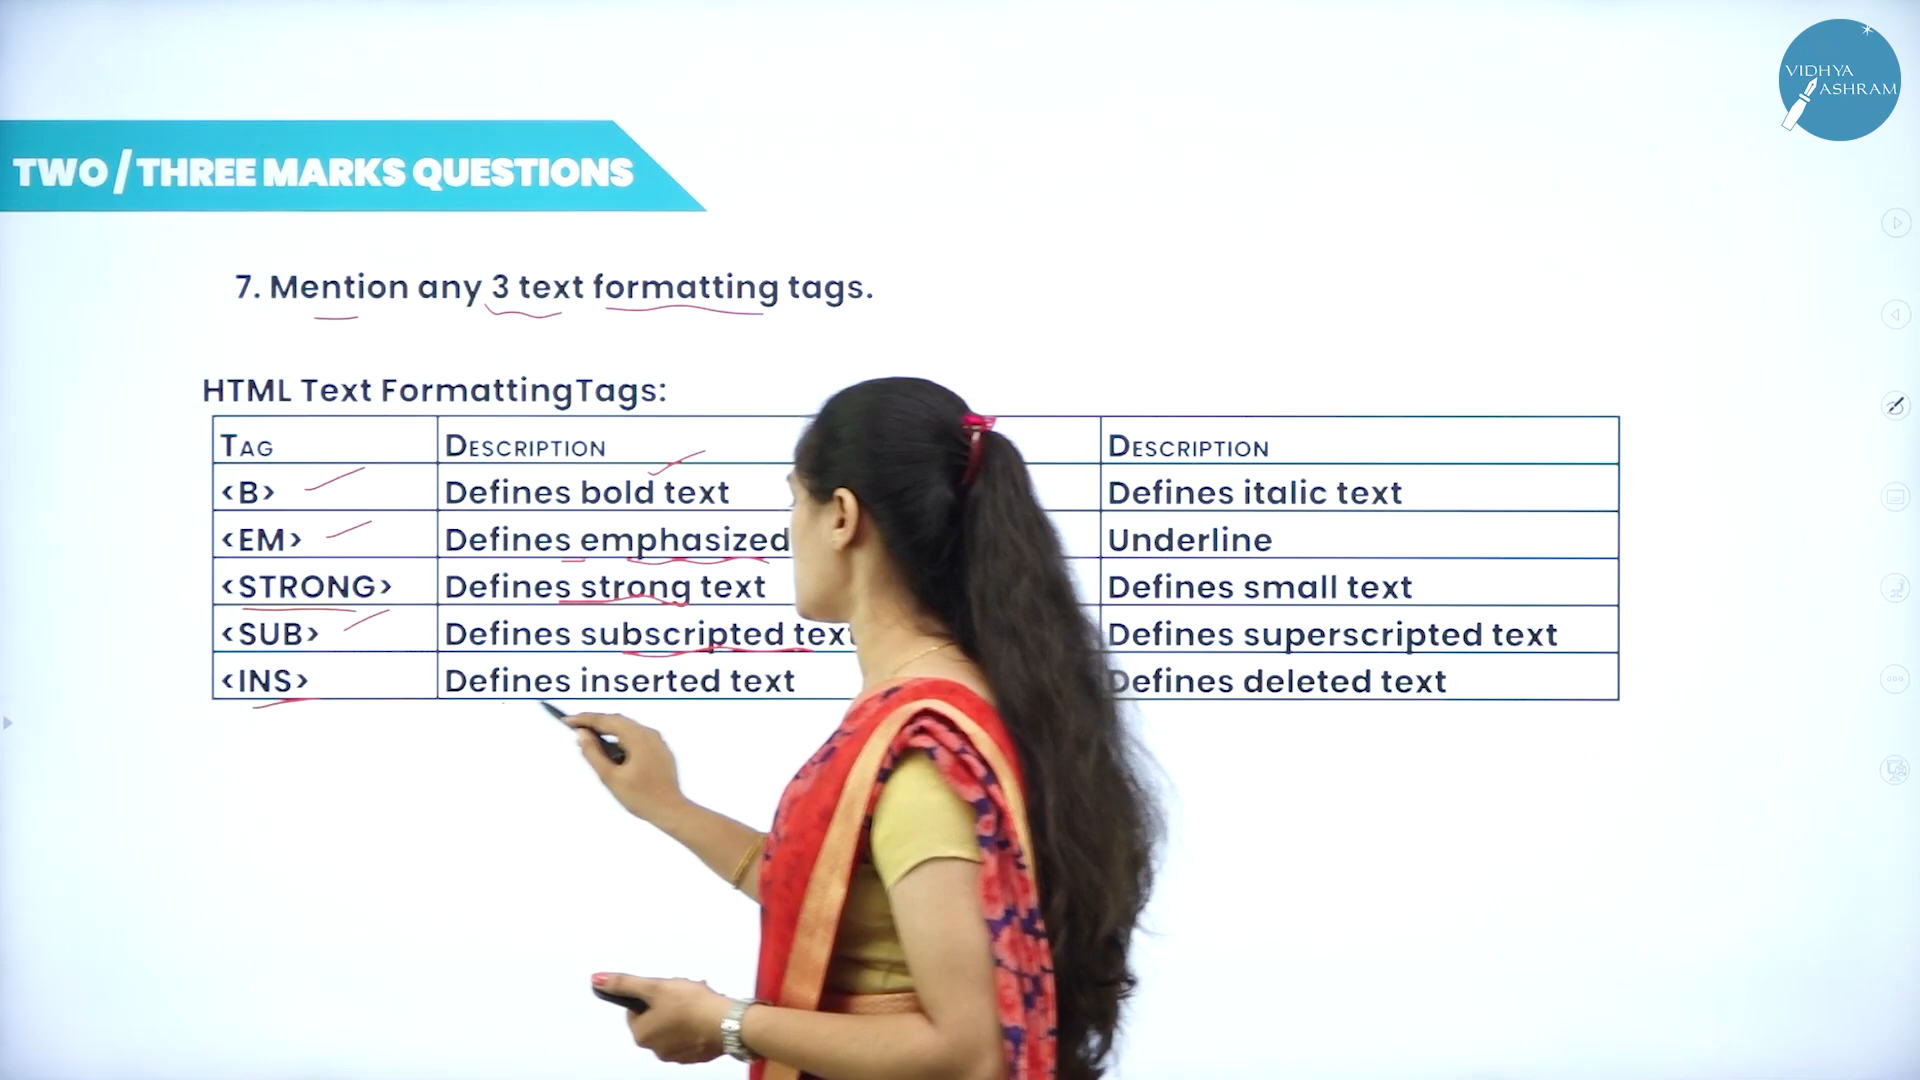 VIDHYA
ASHRAM
TWO / THREE MARKS QUESTIONS
7. Mention any 3 text formatting tags.
HTML Text FormattingTags:
TAG DESCRIPTION DESCRIPTION
<B> Defines bold text Defines italic text
<EM> Defines emphasized Underline
<STRONG> Defines strong text Defines small text
<SUB> Defines subscripted text Defines superscripted text
<INS> Defines inserted text Defines deleted text